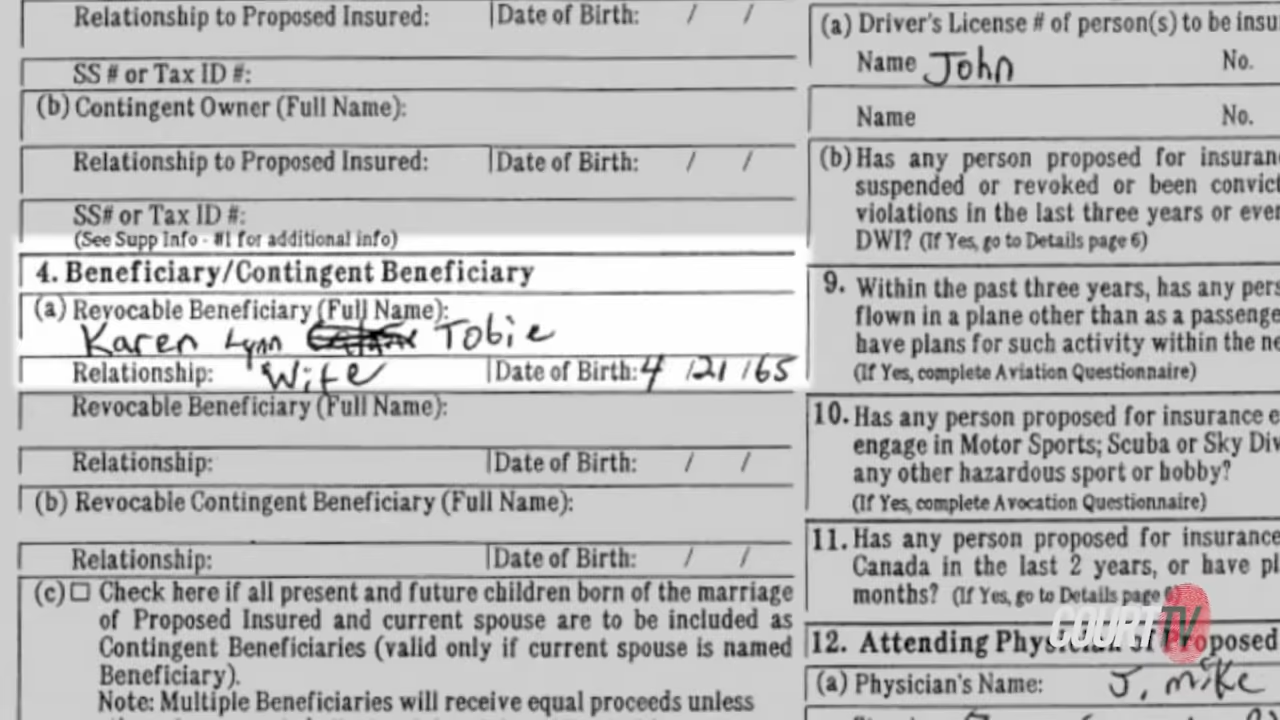 Relationship to Proposed Insured: Date of Birth: / /
SS # or Tax ID #:
(b) Contingent Owner (Full Name):
Relationship to Proposed Insured: Date of Birth: / /
SS# or Tax ID #:
(See Supp Info - #1 for additional info)
4. Beneficiary/Contingent Beneficiary
(a) Revocable Beneficiary (Full Name):
Karen Lynn Tobie
Relationship: Wife Date of Birth: 4 / 21 / 65
Revocable Beneficiary (Full Name):
Relationship: Date of Birth: / /
(b) Revocable Contingent Beneficiary (Full Name):
Relationship: Date of Birth: / /
(c) □ Check here if all present and future children born of the marriage
of Proposed Insured and current spouse are to be included as
Contingent Beneficiaries (valid only if current spouse is named
Beneficiary).
Note: Multiple Beneficiaries will receive equal proceeds unless
(a) Driver's License # of person(s) to be insu
Name John No.
Name No.
(b) Has any person proposed for insuran
suspended or revoked or been convict
violations in the last three years or eve
DWI? (If Yes, go to Details page 6)
9. Within the past three years, has any pers
flown in a plane other than as a passenge
have plans for such activity within the ne
(If Yes, complete Aviation Questionnaire)
10. Has any person proposed for insurance e
engage in Motor Sports; Scuba or Sky Div
any other hazardous sport or hobby?
(If Yes, complete Avocation Questionnaire)
11. Has any person proposed for insurance
Canada in the last 2 years, or have pl
months? (If Yes, go to Details page 6)
COURT TV
12. Attending Physician of Proposed
(a) Physician's Name: J. Mike